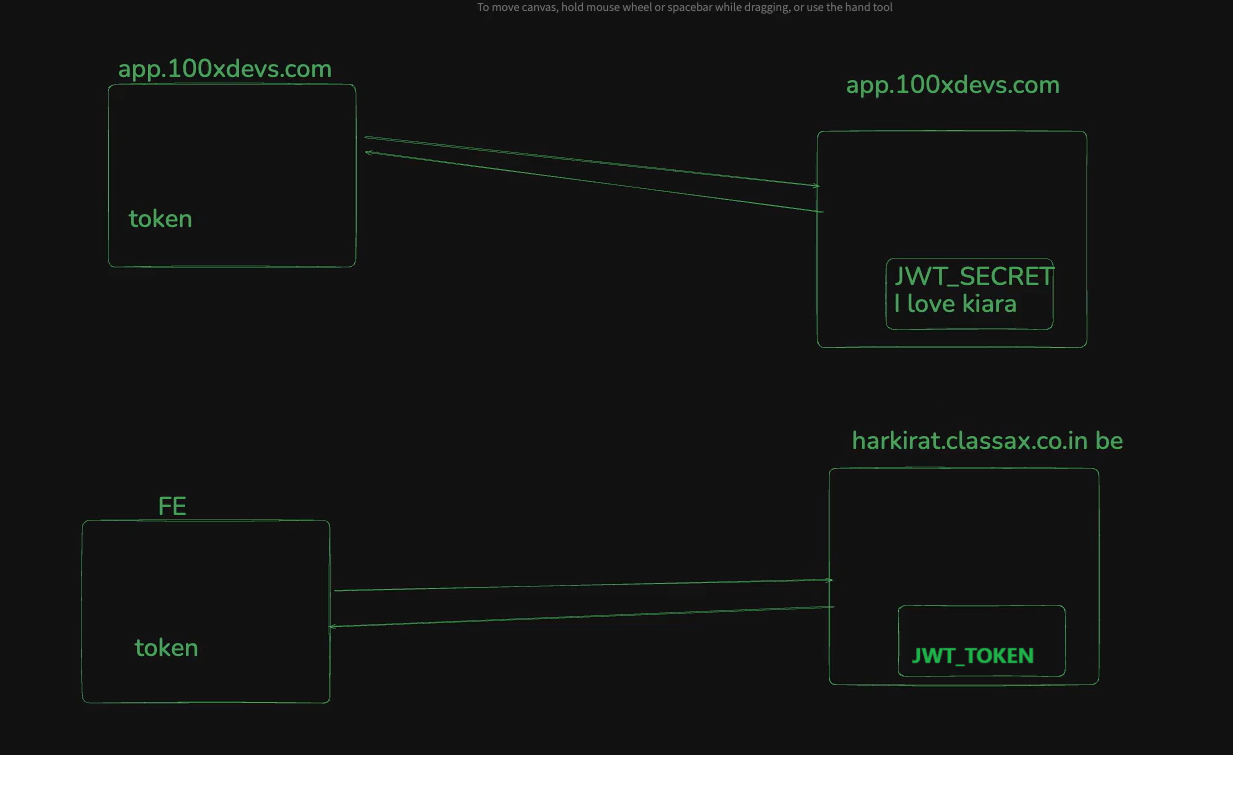 To move canvas, hold mouse wheel or spacebar while dragging, or use the hand tool
app.100xdevs.com
app.100xdevs.com
token
JWT_SECRET
I love kiara
harkirat.classax.co.in be
FE
token
JWT_TOKEN